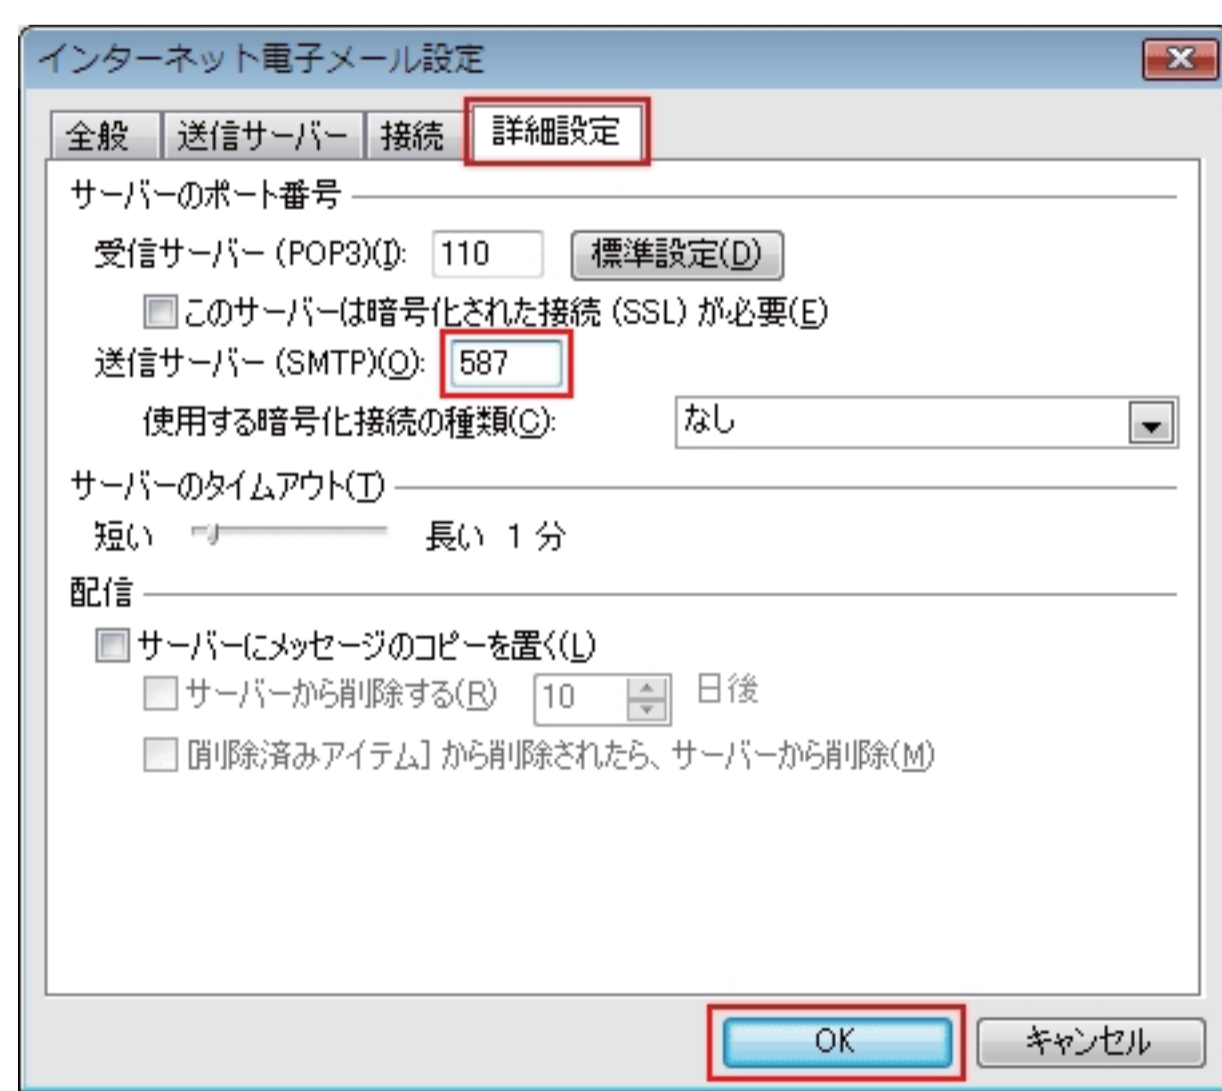 インターネット電子メール設定
全般 送信サーバー 接続 詳細設定
サーバーのポート番号
受信サーバー (POP3)(I): 110 標準設定(D)
このサーバーは暗号化された接続 (SSL) が必要(E)
送信サーバー (SMTP)(O): 587
使用する暗号化接続の種類(C): なし
サーバーのタイムアウト(T)
短い 長い 1 分
配信
サーバーにメッセージのコピーを置く(L)
サーバーから削除する(R) 10 日後
[削除済みアイテム] から削除されたら、サーバーから削除(M)
OK キャンセル